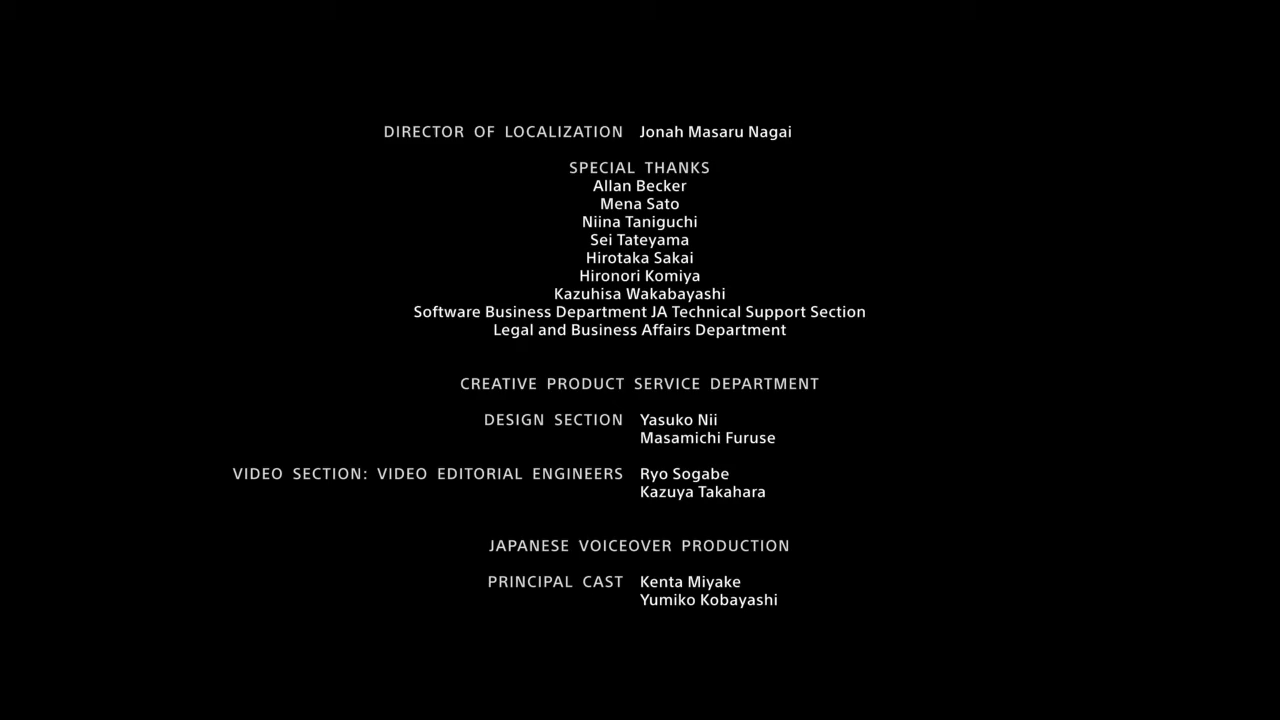 DIRECTOR OF LOCALIZATION Jonah Masaru Nagai
SPECIAL THANKS
Allan Becker
Mena Sato
Niina Taniguchi
Sei Tateyama
Hirotaka Sakai
Hironori Komiya
Kazuhisa Wakabayashi
Software Business Department JA Technical Support Section
Legal and Business Affairs Department
CREATIVE PRODUCT SERVICE DEPARTMENT
DESIGN SECTION Yasuko Nii
Masamichi Furuse
VIDEO SECTION: VIDEO EDITORIAL ENGINEERS Ryo Sogabe
Kazuya Takahara
JAPANESE VOICEOVER PRODUCTION
PRINCIPAL CAST Kenta Miyake
Yumiko Kobayashi